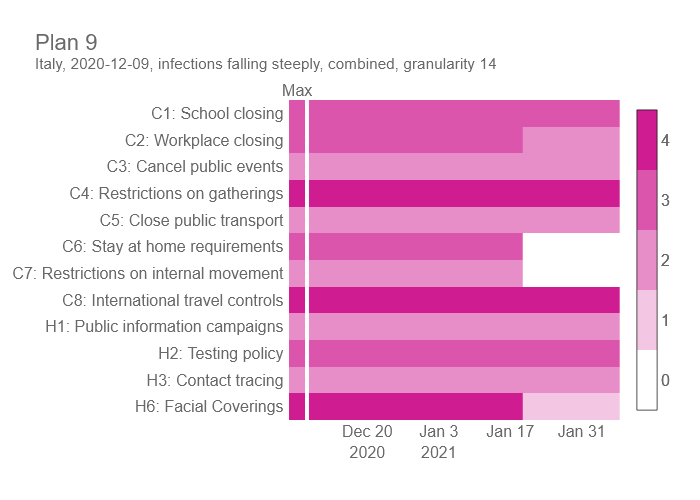 Plan 9
Italy, 2020-12-09, infections falling steeply, combined, granularity 14
Max
C1: School closing
C2: Workplace closing
C3: Cancel public events
C4: Restrictions on gatherings
C5: Close public transport
C6: Stay at home requirements
C7: Restrictions on internal movement
C8: International travel controls
H1: Public information campaigns
H2: Testing policy
H3: Contact tracing
H6: Facial Coverings
Dec 20 Jan 3 Jan 17 Jan 31
2020 2021
4
3
2
1
0